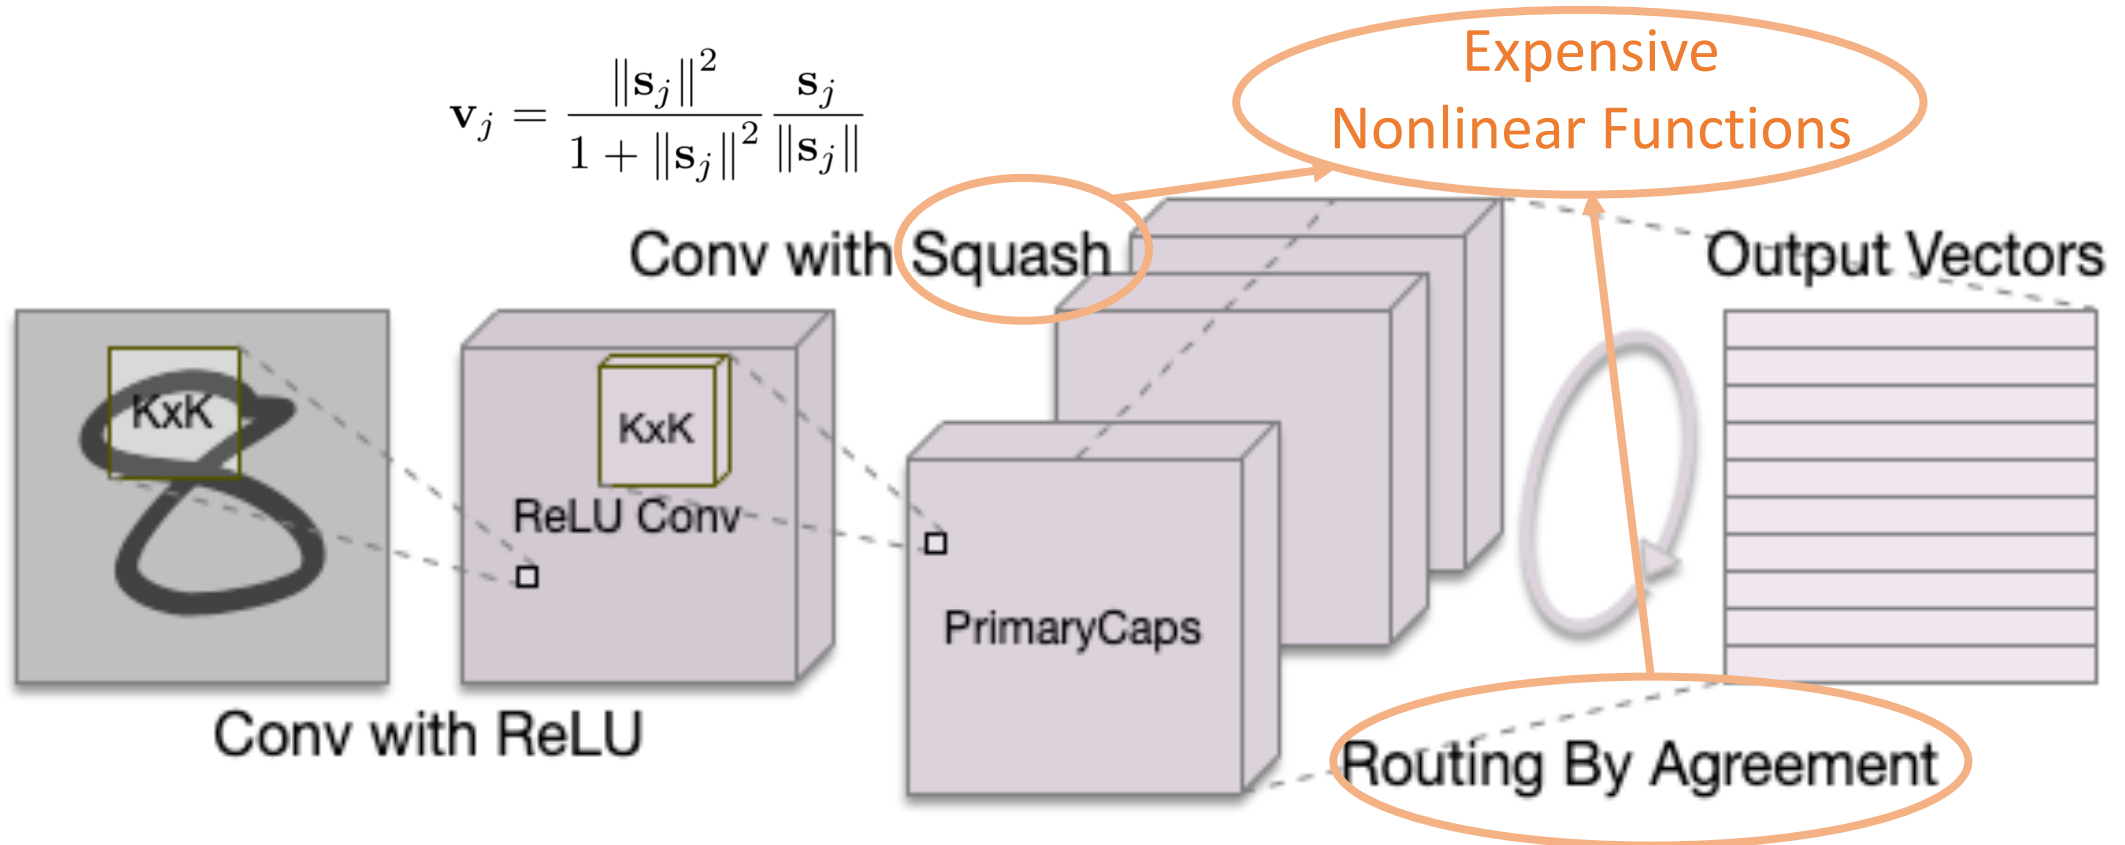 Expensive
Nonlinear Functions
𝐯_j = ‖𝐬_j‖² / (1 + ‖𝐬_j‖²) 𝐬_j / ‖𝐬_j‖
Conv with Squash
Output Vectors
KxK
KxK
ReLU Conv
PrimaryCaps
Conv with ReLU
Routing By Agreement